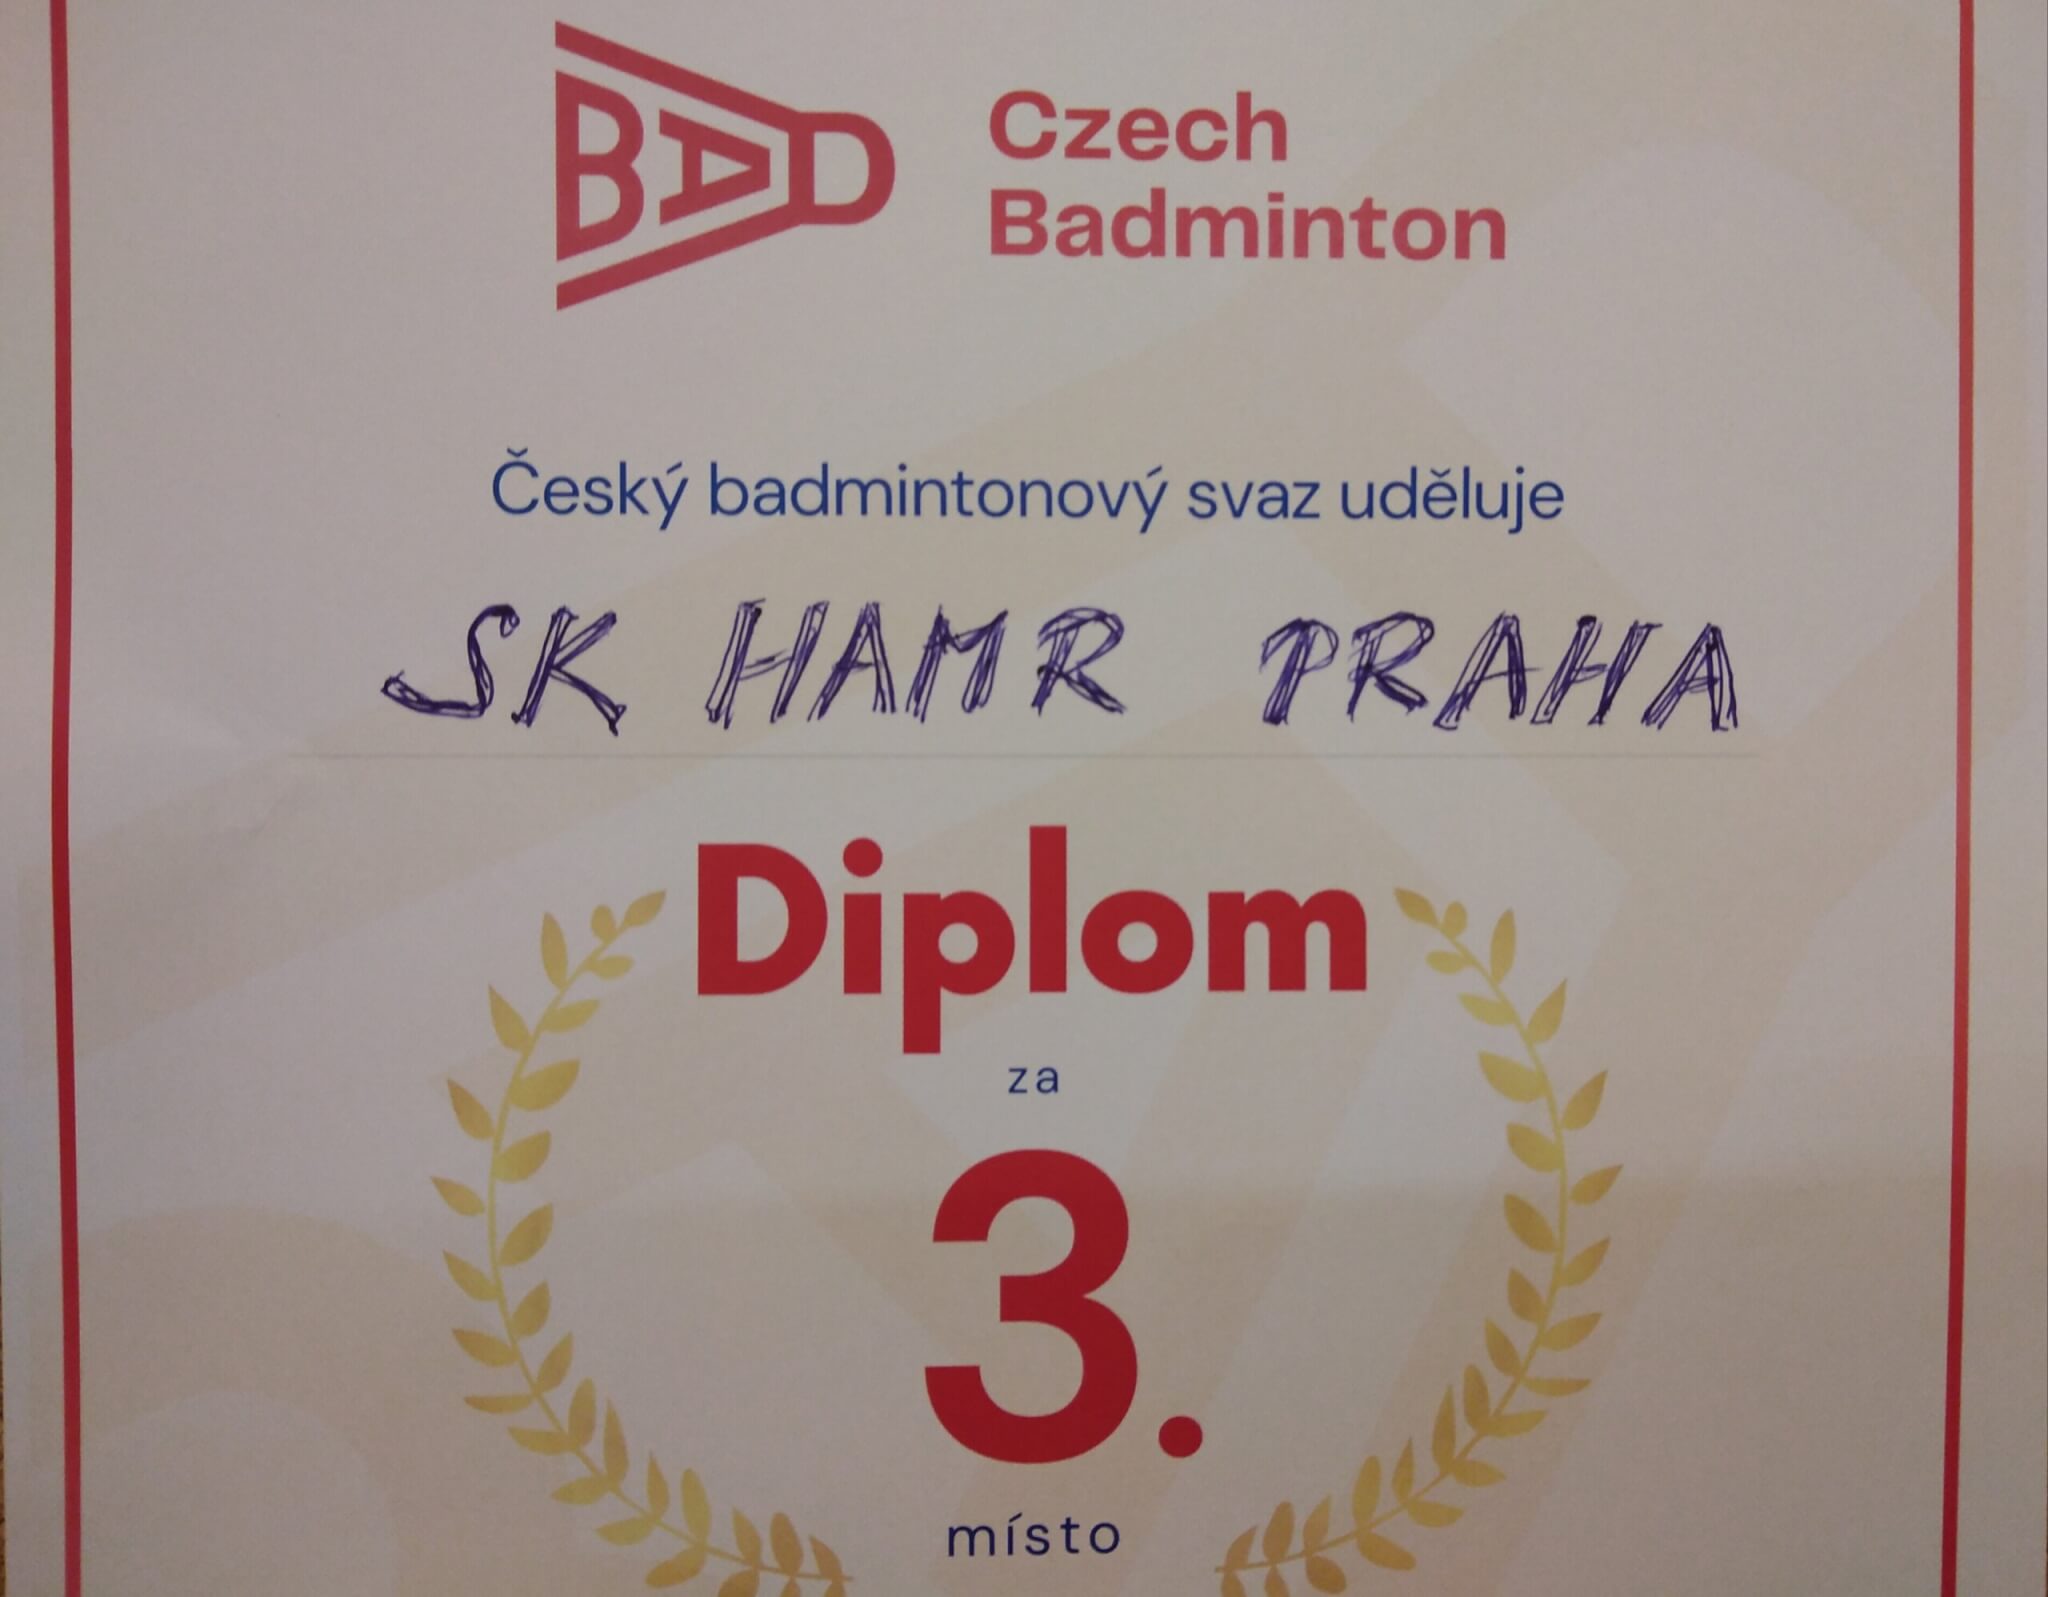 BAD
Czech
Badminton
Český badmintonový svaz uděluje
SK HAMR PRAHA
Diplom
za
3.
místo